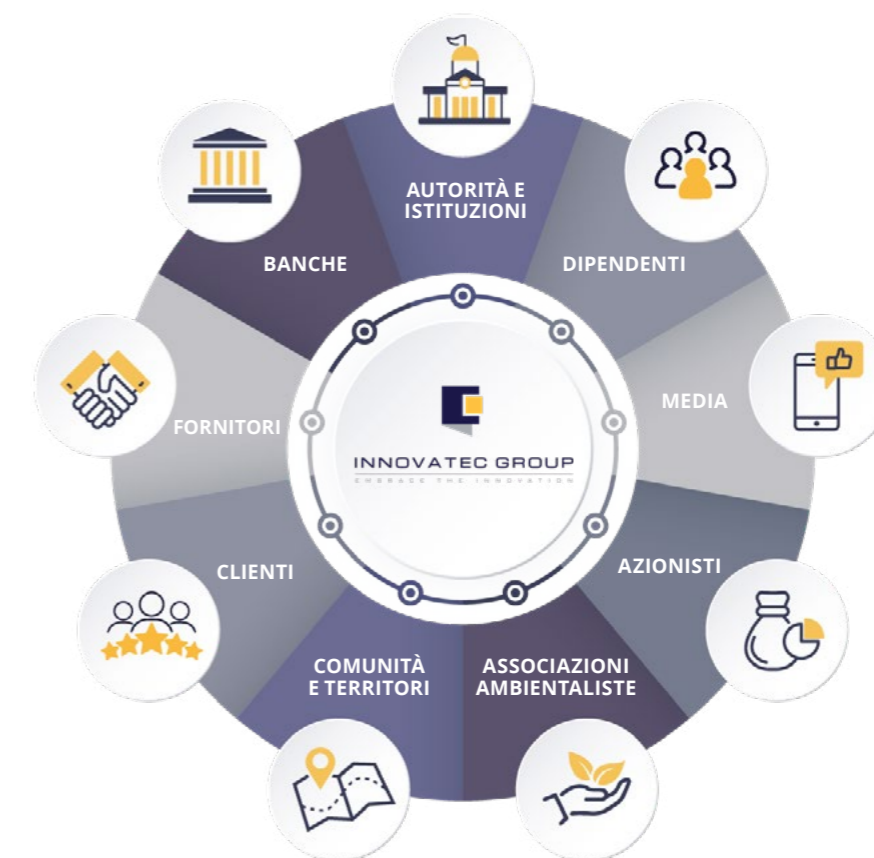 AUTORITÀ E
ISTITUZIONI
DIPENDENTI
MEDIA
AZIONISTI
ASSOCIAZIONI
AMBIENTALISTE
COMUNITÀ
E TERRITORI
CLIENTI
FORNITORI
BANCHE
INNOVATEC GROUP
EMBRACE THE INNOVATION